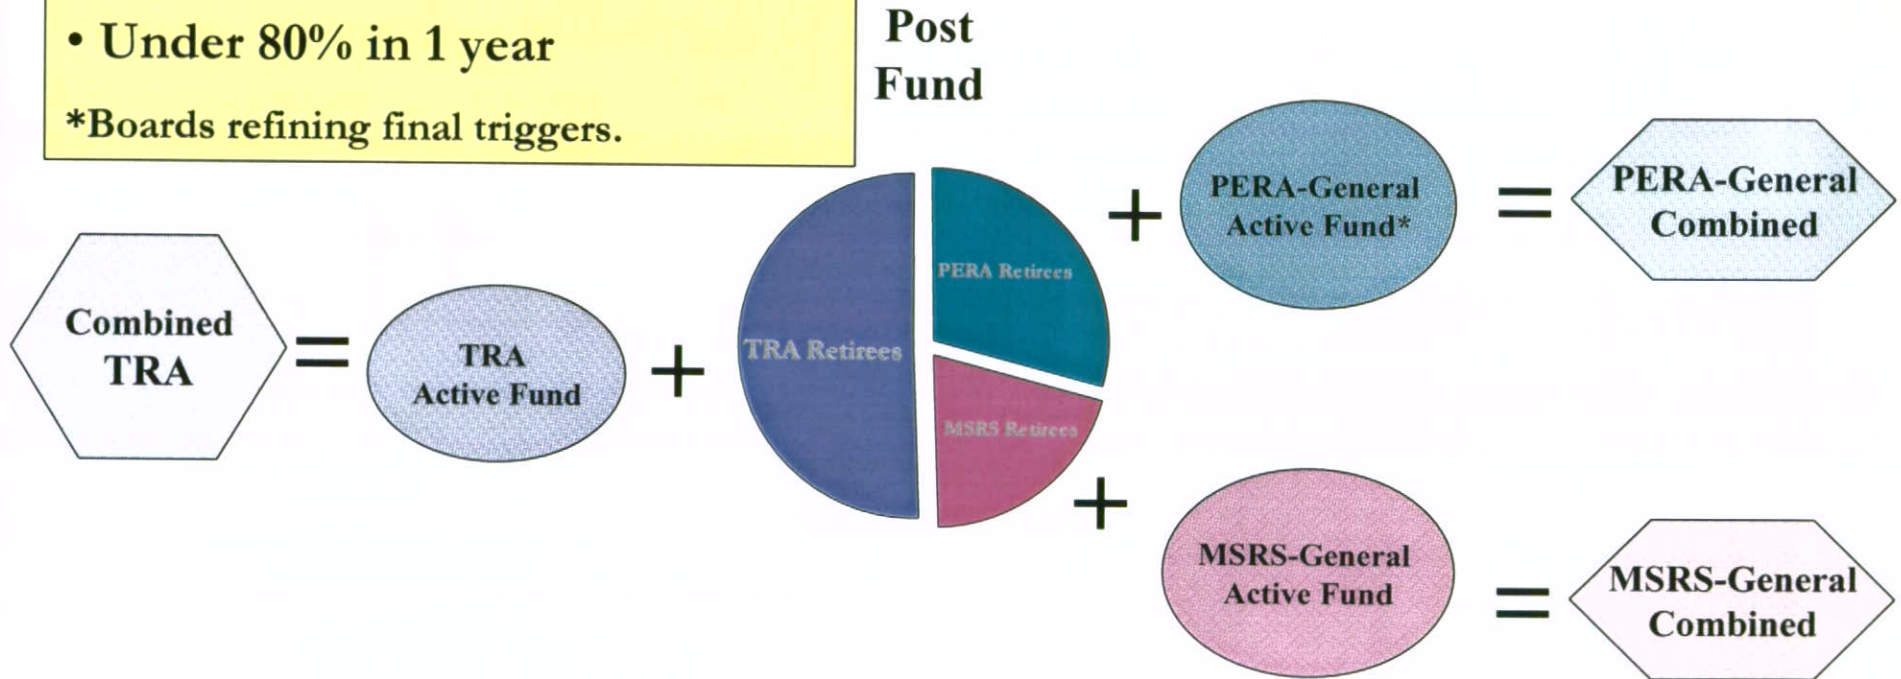 • Under 80% in 1 year
*Boards refining final triggers.
Post
Fund
Combined
TRA
=
TRA
Active Fund
+
TRA Retirees
PERA Retirees
MSRS Retirees
+
PERA-General
Active Fund*
=
PERA-General
Combined
+
MSRS-General
Active Fund
=
MSRS-General
Combined